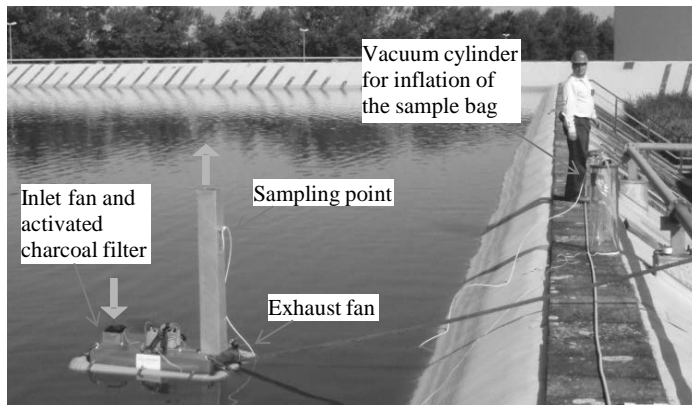 Vacuum cylinder
for inflation of
the sample bag
Sampling point
Inlet fan and
activated
charcoal filter
Exhaust fan